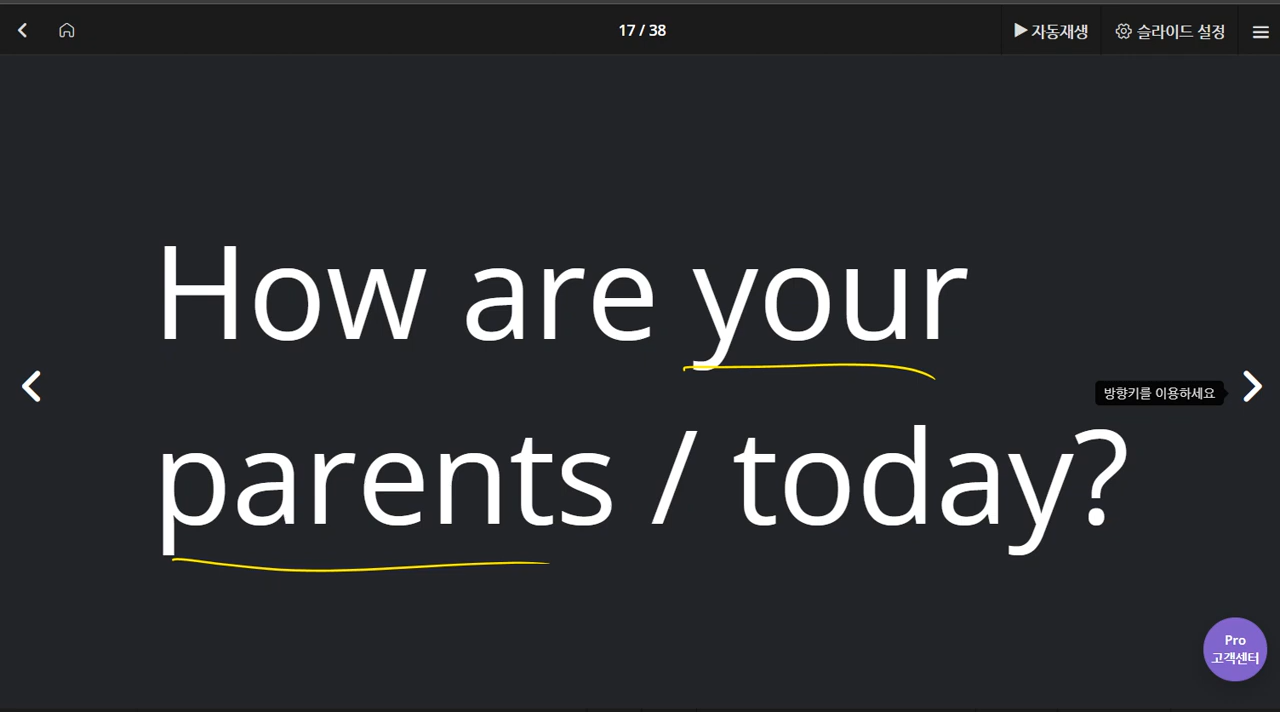 17 / 38
자동재생
슬라이드 설정
How are your
방향키를 이용하세요
parents / today?
Pro
고객센터